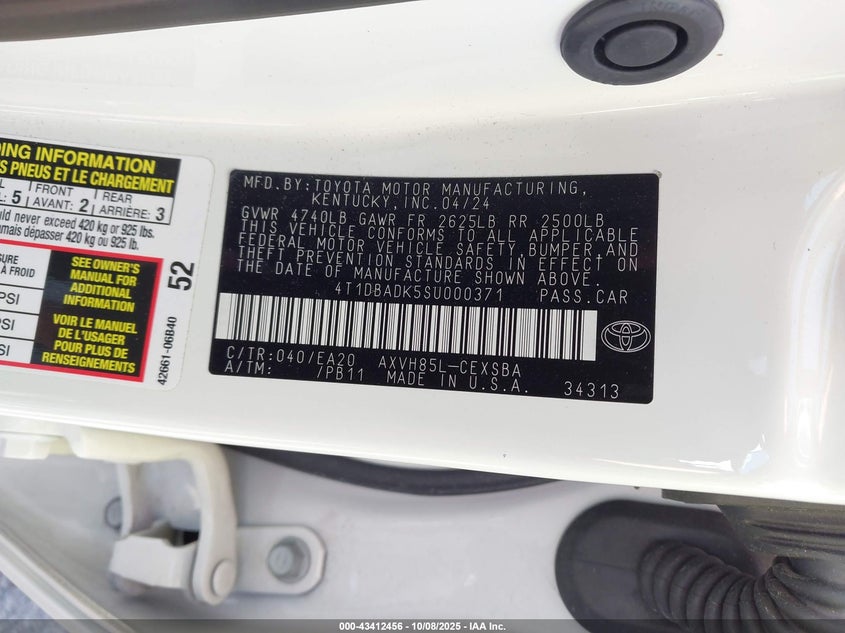 DING INFORMATION
S PNEUS ET LE CHARGEMENT
5 FRONT AVANT: 2 REAR ARRIÈRE: 3
ould never exceed 420 kg or 925 lbs.
amais dépasser 420 kg ou 925 lb.
SURE
À FROID
PSI
PSI
PSI
SEE OWNER'S
MANUAL FOR
ADDITIONAL
INFORMATION
VOIR LE MANUEL
DE L'USAGER
POUR PLUS DE
RENSEIGNEMENTS
52
42661-06B40
MFD.BY:TOYOTA MOTOR MANUFACTURING,
KENTUCKY,INC.04/24
GVWR 4740LB GAWR FR 2625LB RR 2500LB
THIS VEHICLE CONFORMS TO ALL APPLICABLE
FEDERAL MOTOR VEHICLE SAFETY, BUMPER,AND
THEFT PREVENTION STANDARDS IN EFFECT ON
THE DATE OF MANUFACTURE SHOWN ABOVE.
4T1DBADK5SU000371 PASS.CAR
C/TR:040/EA20 AXVH85L-CEXSBA
A/TM: /PB11 MADE IN U.S.A. 34313
000-43412456 - 10/08/2025 - IAA Inc.